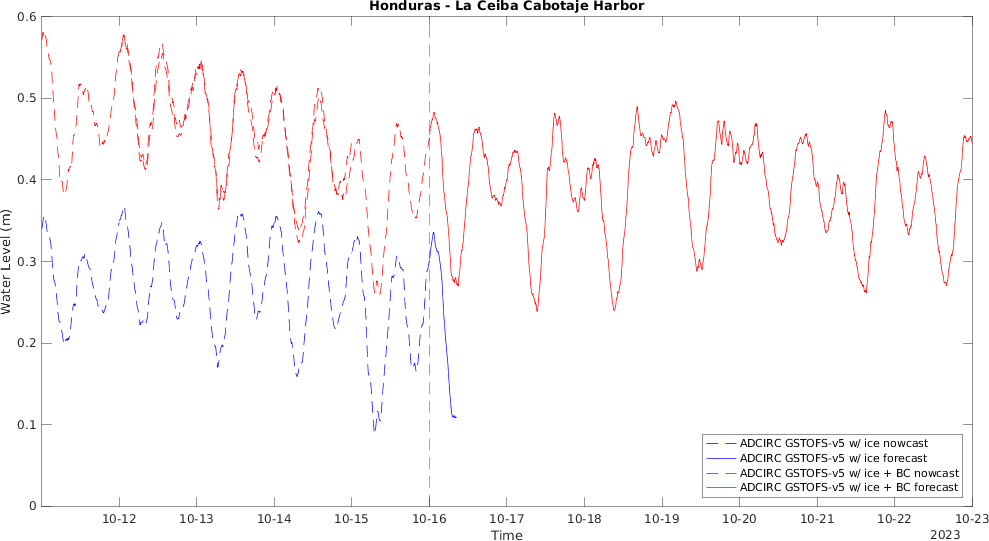 Honduras - La Ceiba Cabotaje Harbor
0.6
0.5
0.4
0.3
0.2
0.1
0
Water Level (m)
ADCIRC GSTOFS-v5 w/ ice nowcast
ADCIRC GSTOFS-v5 w/ ice forecast
ADCIRC GSTOFS-v5 w/ ice + BC nowcast
ADCIRC GSTOFS-v5 w/ ice + BC forecast
10-12 10-13 10-14 10-15 10-16 10-17 10-18 10-19 10-20 10-21 10-22 10-23
Time
2023